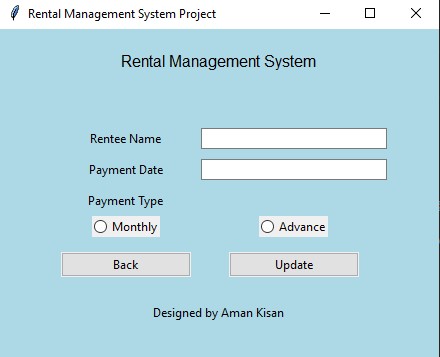 Rental Management System Project
Rental Management System
Rentee Name
Payment Date
Payment Type
Monthly Advance
Back Update
Designed by Aman Kisan